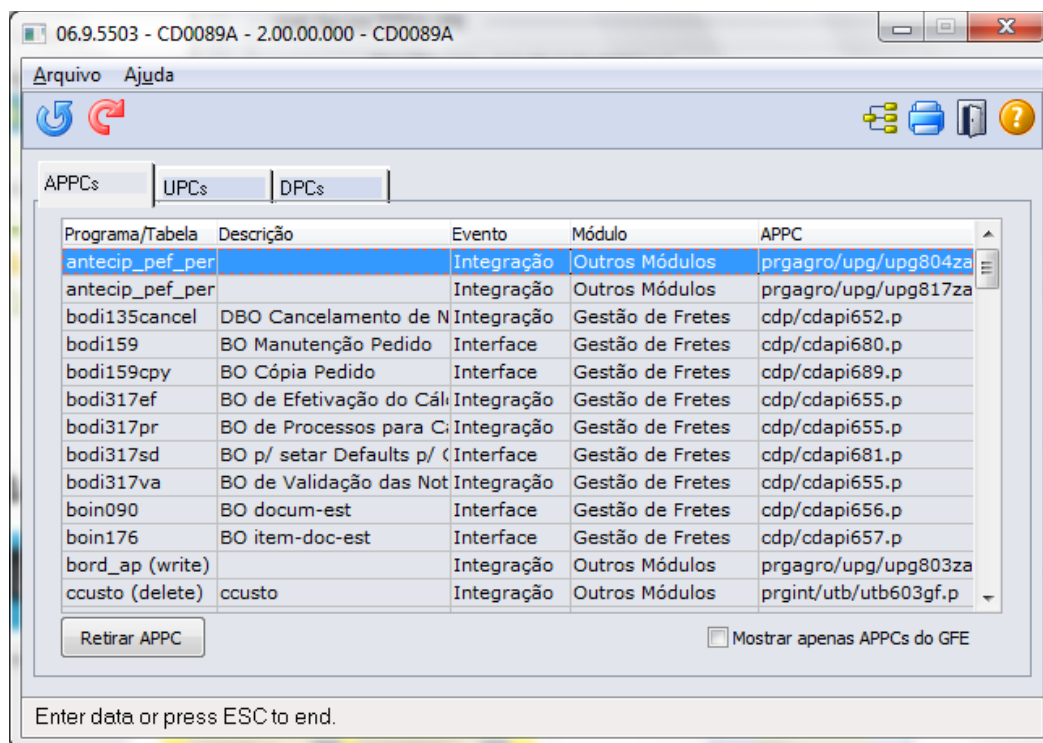 06.9.5503 - CD0089A - 2.00.00.000 - CD0089A
Arquivo Ajuda
APPCs UPCs DPCs
Programa/Tabela Descrição Evento Módulo APPC
antecip_pef_per Integração Outros Módulos prgagro/upg/upg804za
antecip_pef_per Integração Outros Módulos prgagro/upg/upg817za
bodi135cancel DBO Cancelamento de N Integração Gestão de Fretes cdp/cdapi652.p
bodi159 BO Manutenção Pedido Interface Gestão de Fretes cdp/cdapi680.p
bodi159cpy BO Cópia Pedido Interface Gestão de Fretes cdp/cdapi689.p
bodi317ef BO de Efetivação do Cál Integração Gestão de Fretes cdp/cdapi655.p
bodi317pr BO de Processos para Cá Integração Gestão de Fretes cdp/cdapi655.p
bodi317sd BO p/ setar Defaults p/ C Interface Gestão de Fretes cdp/cdapi681.p
bodi317va BO de Validação das Not Integração Gestão de Fretes cdp/cdapi655.p
boin090 BO docum-est Interface Gestão de Fretes cdp/cdapi656.p
boin176 BO item-doc-est Interface Gestão de Fretes cdp/cdapi657.p
bord_ap (write) Integração Outros Módulos prgagro/upg/upg803za
ccusto (delete) ccusto Integração Outros Módulos prgint/utb/utb603gf.p
Retirar APPC Mostrar apenas APPCs do GFE
Enter data or press ESC to end.